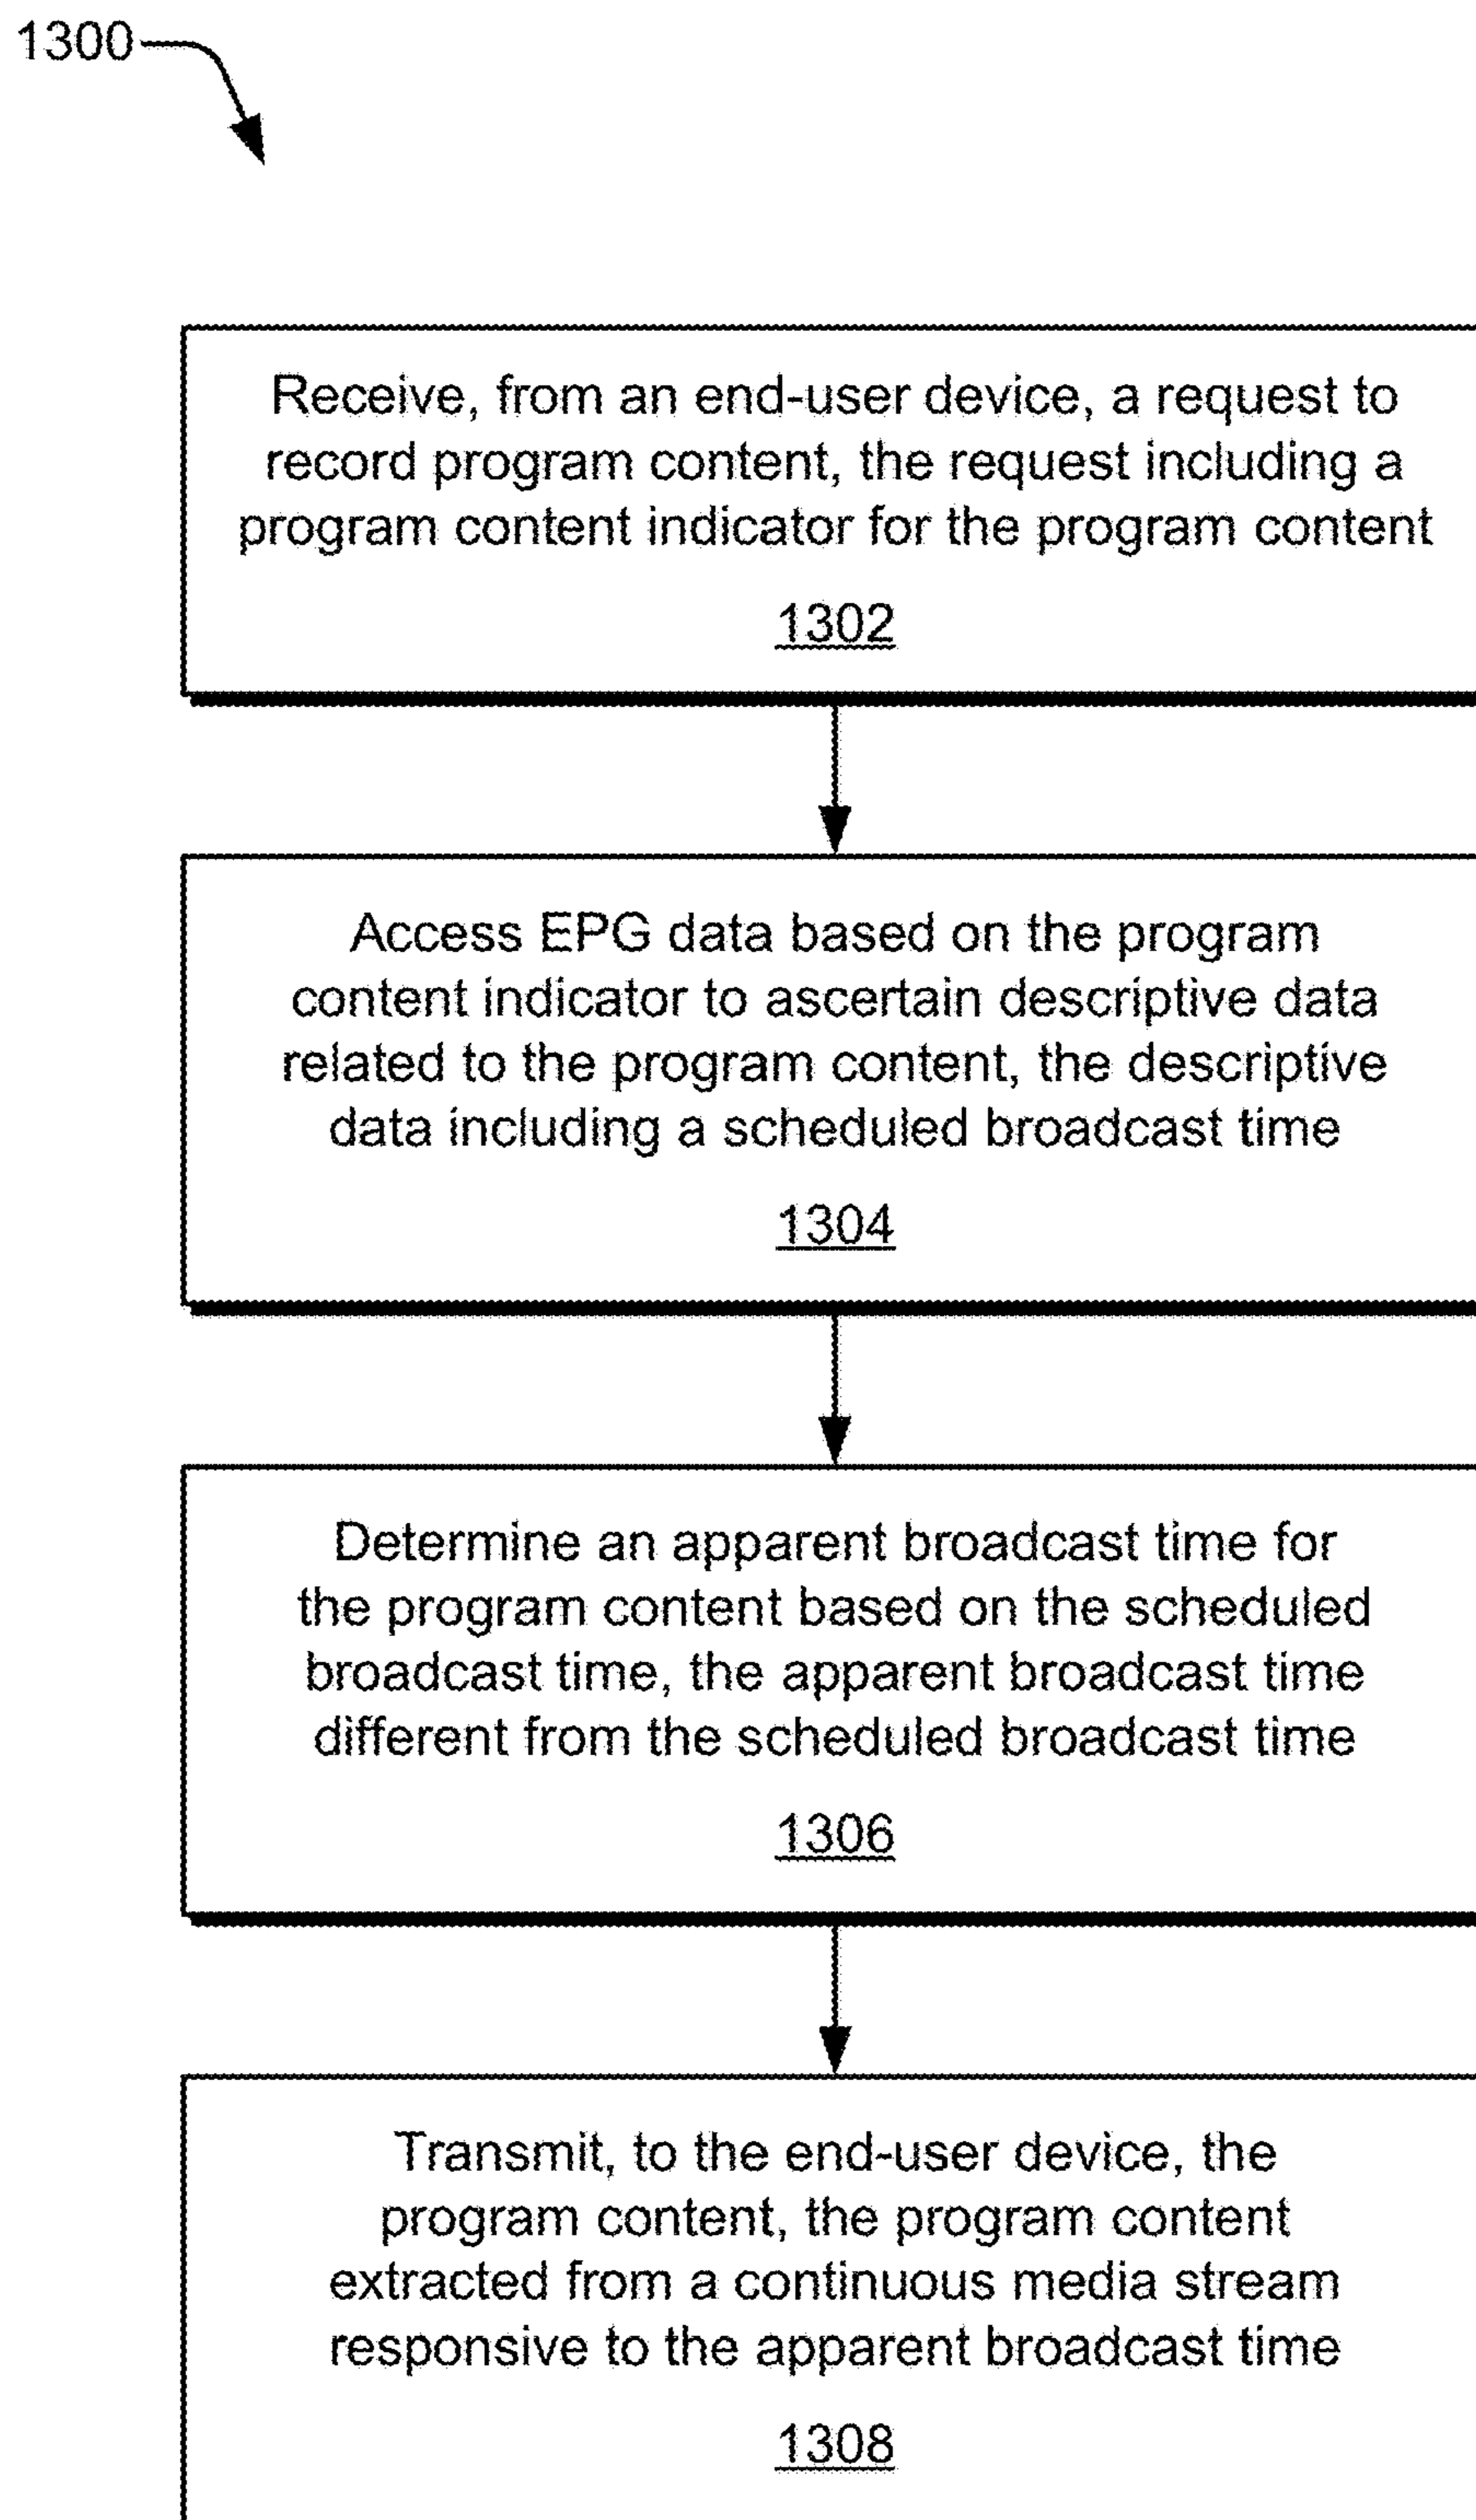 1300
Receive, from an end-user device, a request to
record program content, the request including a
program content indicator for the program content
1302
Access EPG data based on the program
content indicator to ascertain descriptive data
related to the program content, the descriptive
data including a scheduled broadcast time
1304
Determine an apparent broadcast time for
the program content based on the scheduled
broadcast time, the apparent broadcast time
different from the scheduled broadcast time
1306
Transmit, to the end-user device, the
program content, the program content
extracted from a continuous media stream
responsive to the apparent broadcast time
1308